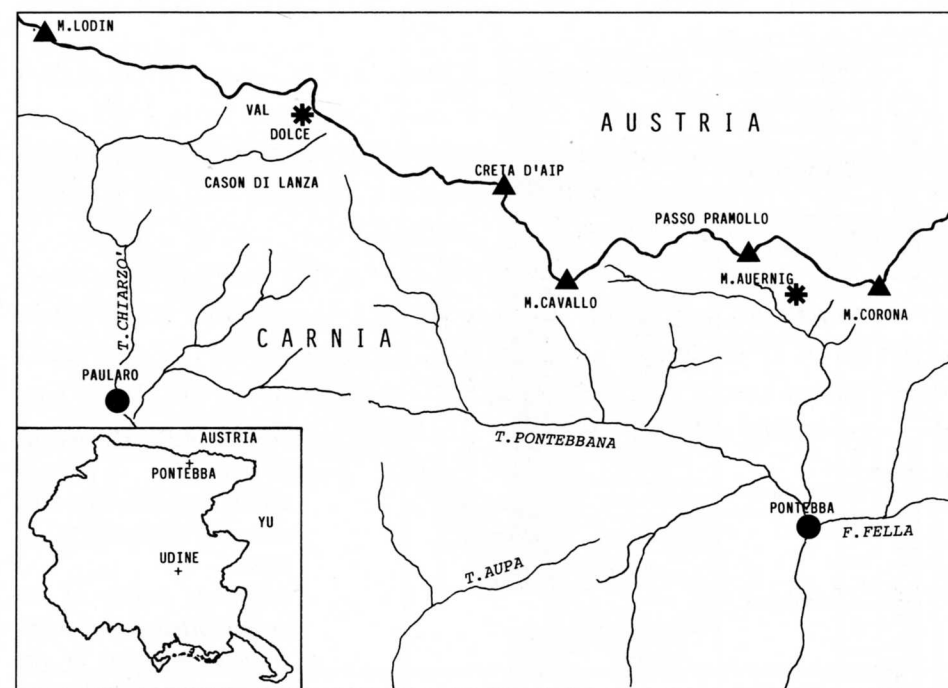 M.LODIN
VAL
DOLCE
CASON DI LANZA
AUSTRIA
CRETA D'AIP
PASSO PRAMOLLO
M.AUERNIG
M.CAVALLO
M.CORONA
T.CHIARZO'
CARNIA
PAULARO
T.PONTEBBANA
PONTEBBA
F.FELLA
T.AUPA
AUSTRIA
PONTEBBA
YU
UDINE